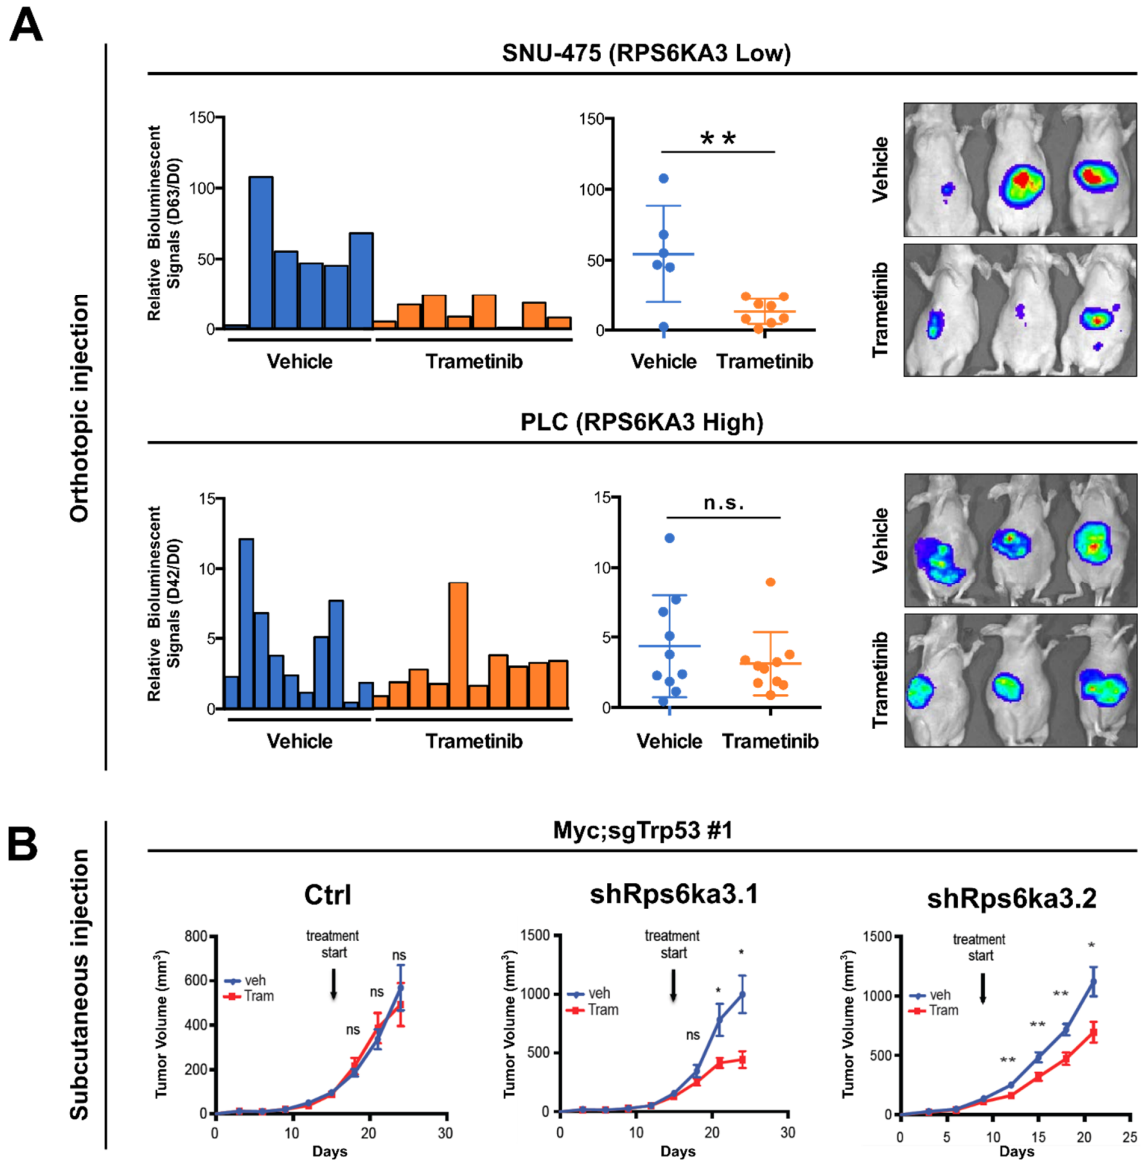 A
SNU-475 (RPS6KA3 Low)
Orthotopic injection
Relative Bioluminescent
Signals (D63/D0)
150
100
50
0
Vehicle
Trametinib
150
100
50
0
**
Vehicle
Trametinib
Vehicle
Trametinib
PLC (RPS6KA3 High)
Relative Bioluminescent
Signals (D42/D0)
15
10
5
0
Vehicle
Trametinib
15
10
5
0
n.s.
Vehicle
Trametinib
Vehicle
Trametinib
B
Subcutaneous injection
Myc;sgTrp53 #1
Ctrl
Tumor Volume (mm³)
800
600
400
200
0
treatment
start
veh
Tram
ns
ns
ns
0
10
20
30
Days
shRps6ka3.1
Tumor Volume (mm³)
1500
1000
500
0
treatment
start
veh
Tram
ns
*
*
0
10
20
30
Days
shRps6ka3.2
Tumor Volume (mm³)
1500
1000
500
0
treatment
start
veh
Tram
**
**
**
*
0
5
10
15
20
25
Days